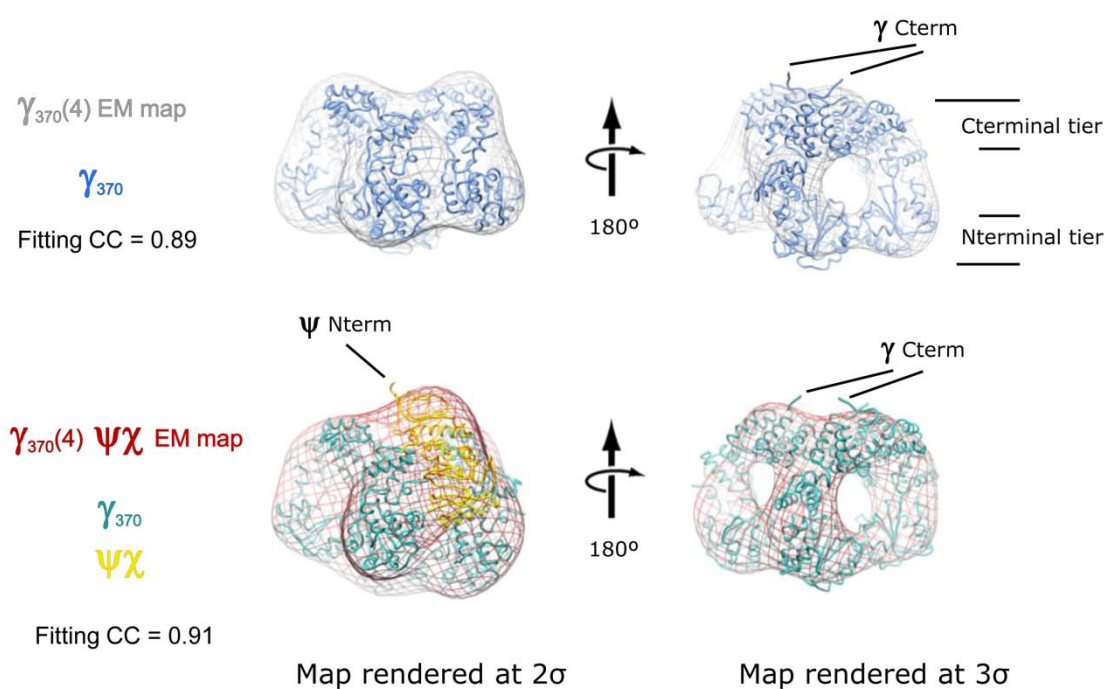 γ Cterm
γ370(4) EM map
Cterminal tier
γ370
180º
Nterminal tier
Fitting CC = 0.89
ψ Nterm
γ Cterm
γ370(4) ψχ EM map
γ370
ψχ
180º
Fitting CC = 0.91
Map rendered at 2σ
Map rendered at 3σ